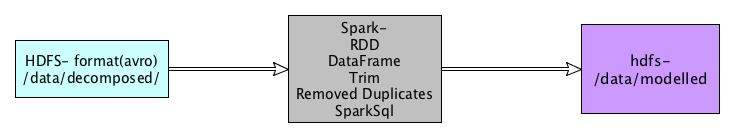 HDFS- format(avro)
/data/decomposed/
Spark-
RDD
DataFrame
Trim
Removed Duplicates
SparkSql
hdfs-
/data/modelled